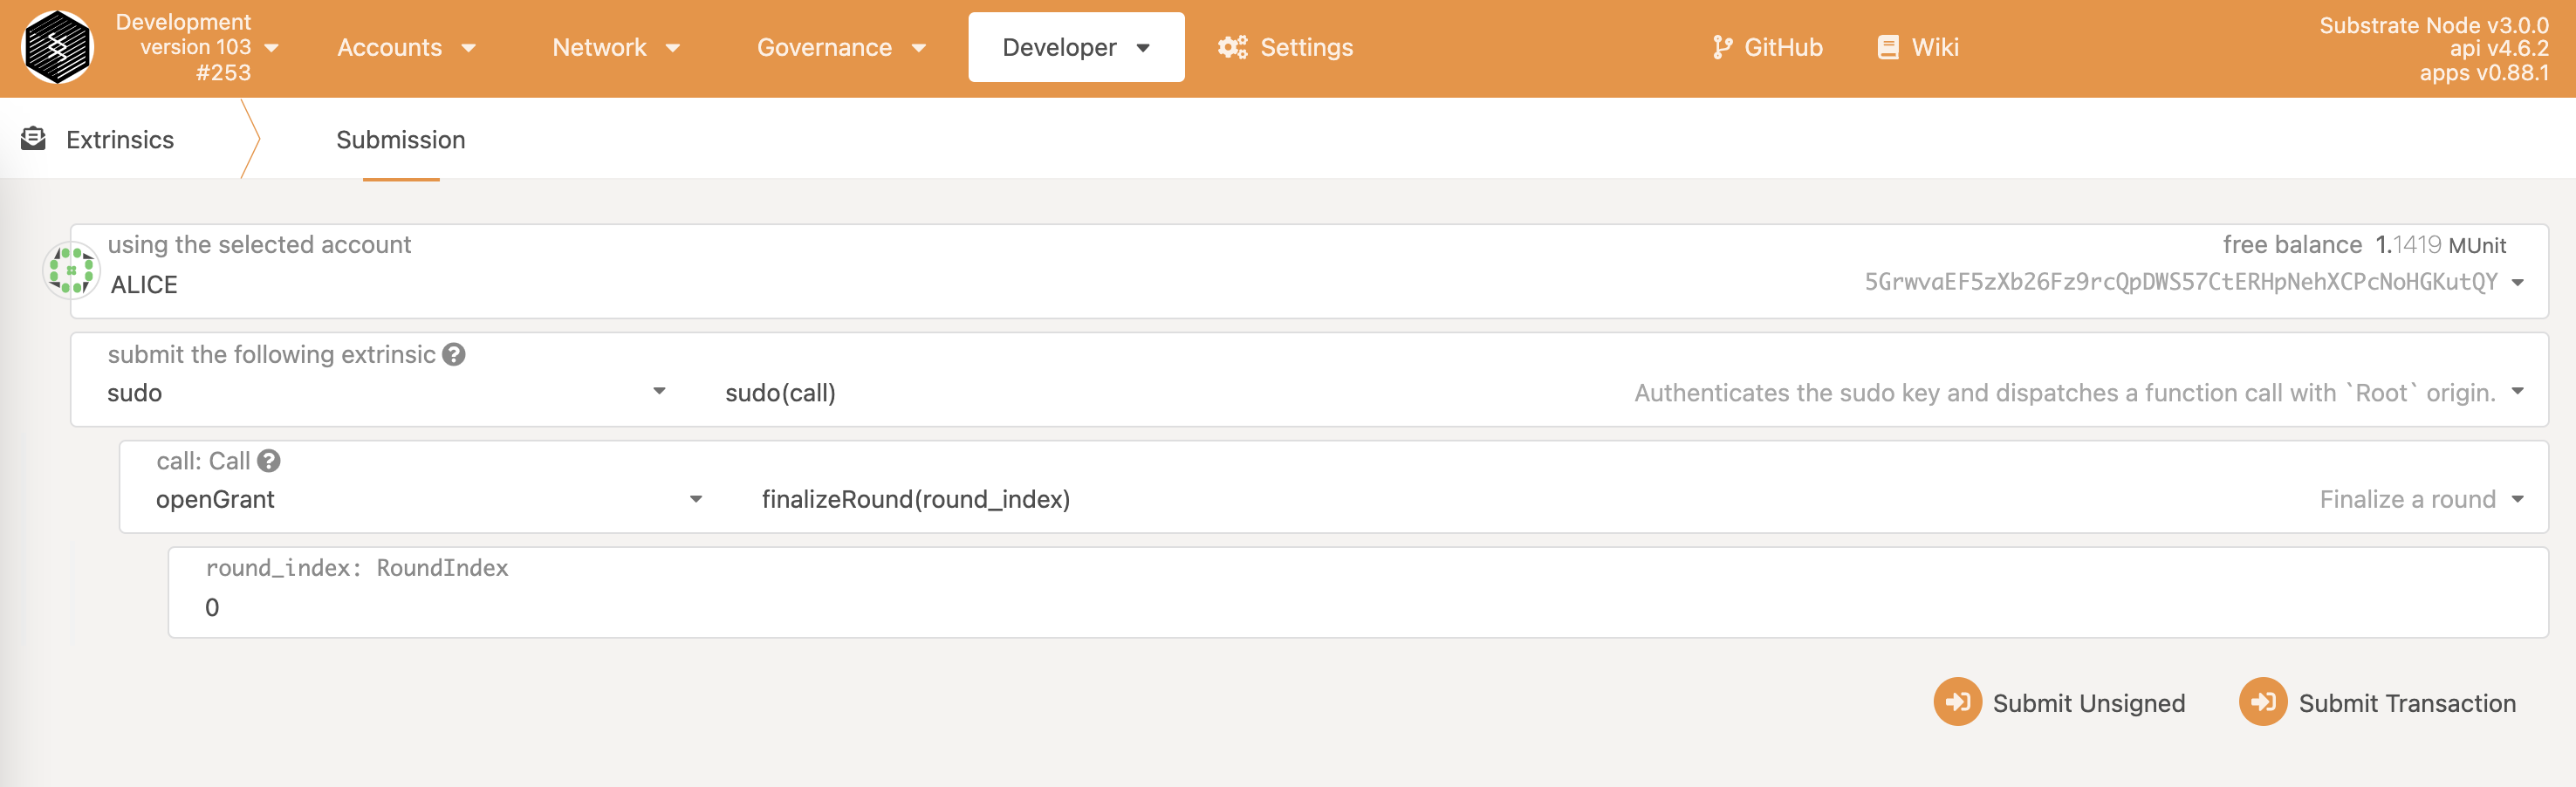 Development
version 103
#253
Accounts
Network
Governance
Developer
Settings
GitHub
Wiki
Substrate Node v3.0.0
api v4.6.2
apps v0.88.1
Extrinsics
Submission
using the selected account
free balance 1.1419 MUnit
ALICE
5GrwvaEF5zXb26Fz9rcQpDWS57CtERHpNehXCPcNoHGKutQY
submit the following extrinsic
sudo
sudo(call)
Authenticates the sudo key and dispatches a function call with `Root` origin.
call: Call
openGrant
finalizeRound(round_index)
Finalize a round
round_index: RoundIndex
0
Submit Unsigned
Submit Transaction